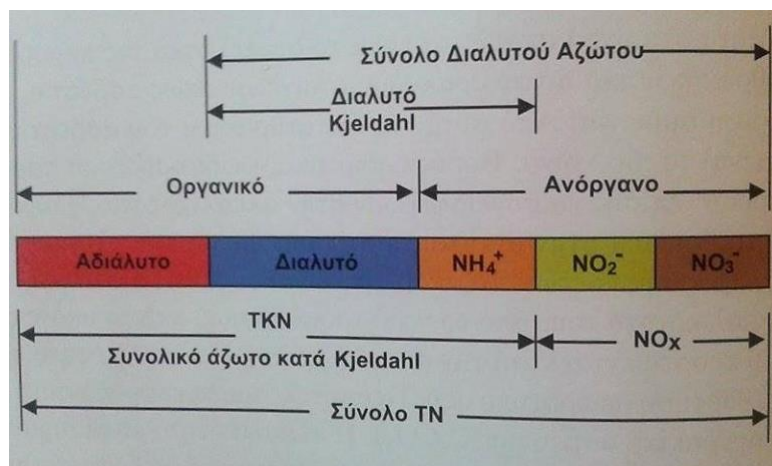 Σύνολο Διαλυτού Αζώτου
Διαλυτό
Kjeldahl
Οργανικό
Ανόργανο
Αδιάλυτο
Διαλυτό
NH₄⁺
NO₂⁻
NO₃⁻
TKN
NOx
Συνολικό άζωτο κατά Kjeldahl
Σύνολο TN